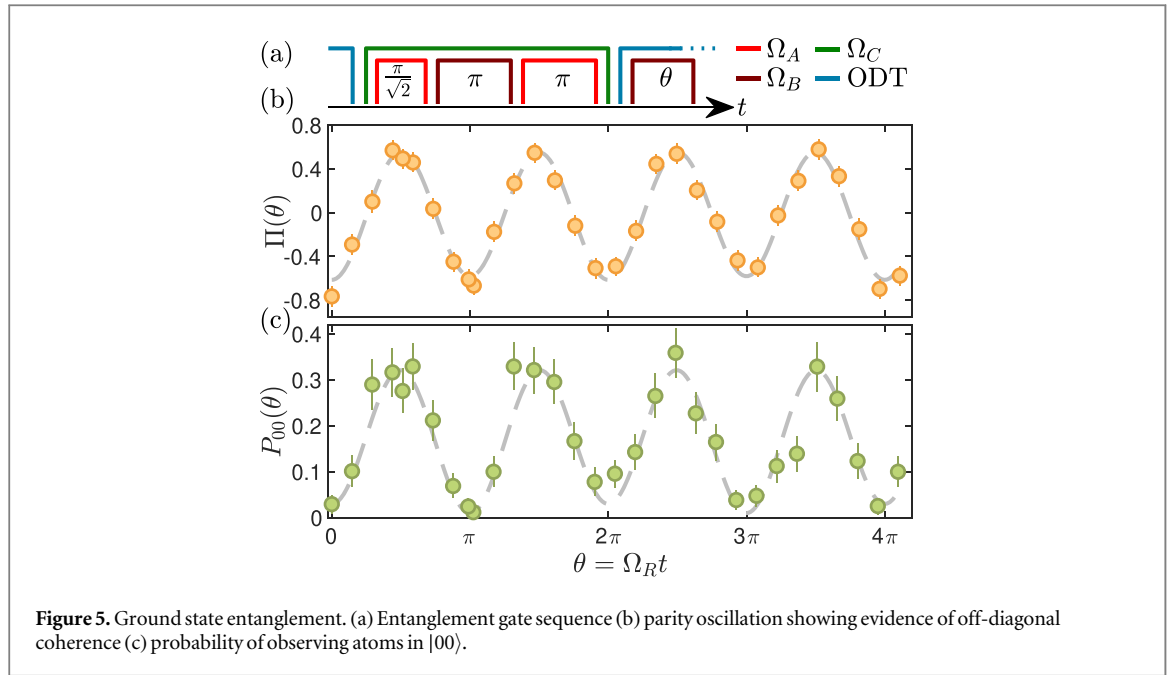 (a)
π/√2 π π θ
Ω_A Ω_C
Ω_B ODT
t
(b)
0.8
0.4
0
-0.4
-0.8
Π(θ)
(c)
0.4
0.3
0.2
0.1
0
P_00(θ)
0 π 2π 3π 4π
θ = Ω_R t
Figure 5. Ground state entanglement. (a) Entanglement gate sequence (b) parity oscillation showing evidence of off-diagonal
coherence (c) probability of observing atoms in |00⟩.